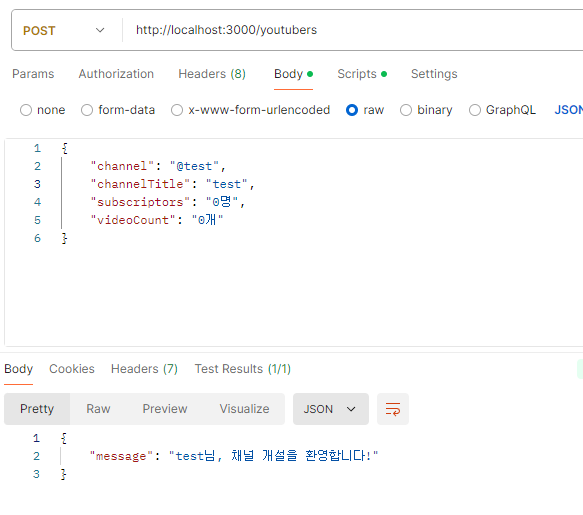 POST http://localhost:3000/youtubers
Params Authorization Headers (8) Body Scripts Settings
none form-data x-www-form-urlencoded raw binary GraphQL JSON
1 {
2 "channel": "@test",
3 "channelTitle": "test",
4 "subscriptors": "0명",
5 "videoCount": "0개"
6 }
Body Cookies Headers (7) Test Results (1/1)
Pretty Raw Preview Visualize JSON
1 {
2 "message": "test님, 채널 개설을 환영합니다!"
3 }